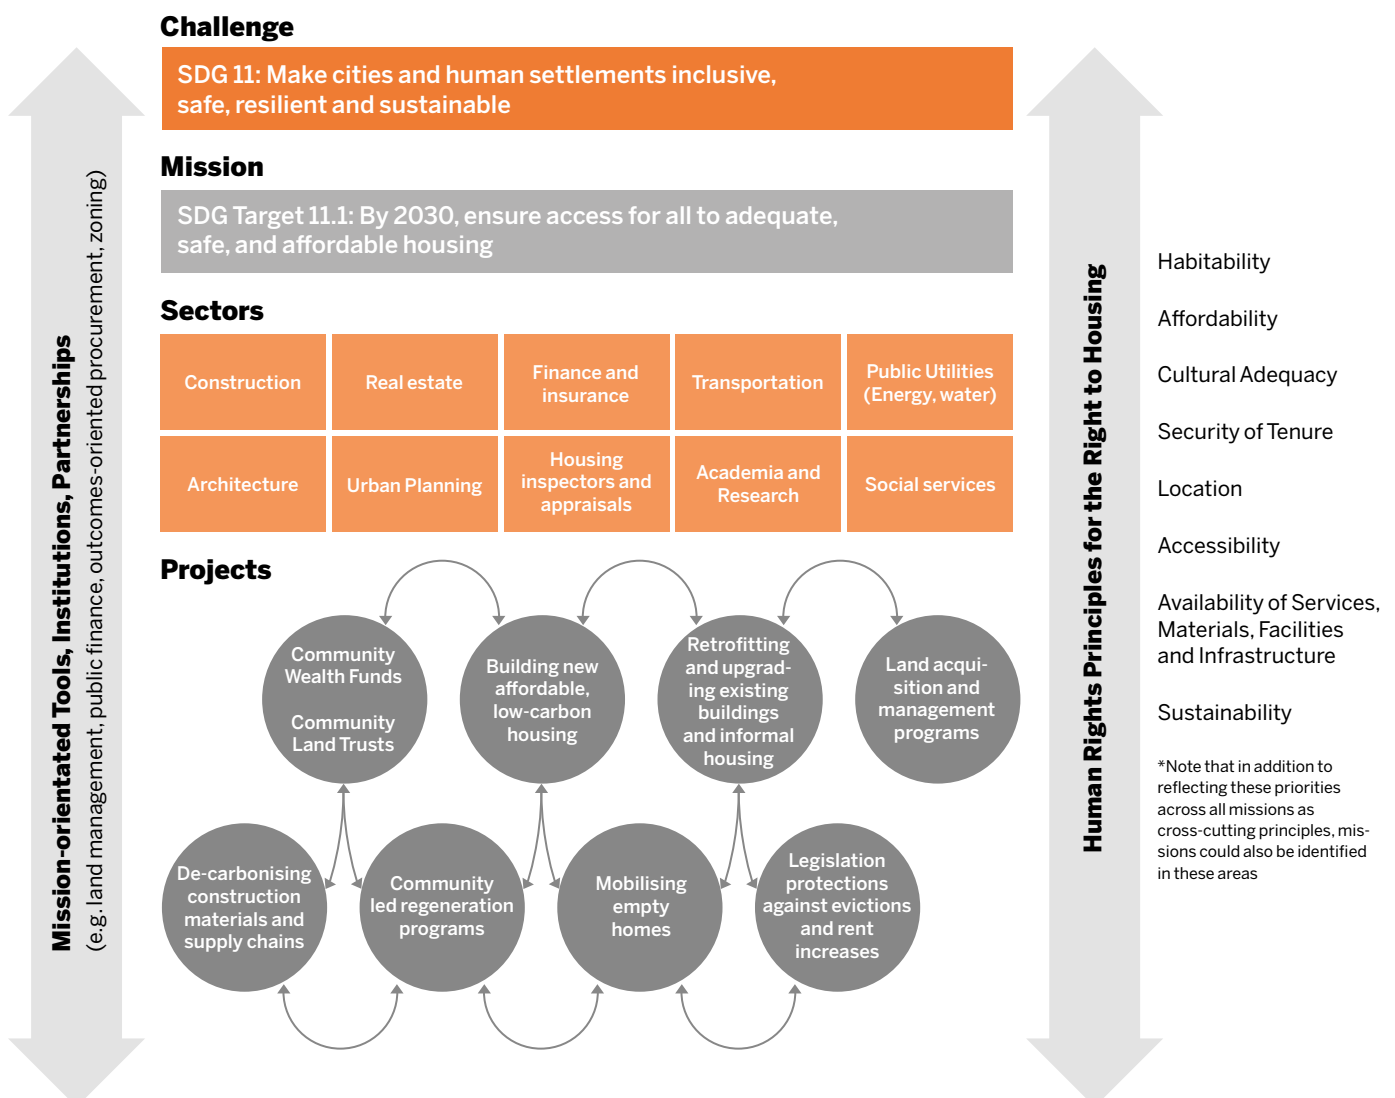 Challenge
SDG 11: Make cities and human settlements inclusive,
safe, resilient and sustainable
Mission
SDG Target 11.1: By 2030, ensure access for all to adequate,
safe, and affordable housing
Sectors
Construction
Real estate
Finance and
insurance
Transportation
Public Utilities
(Energy, water)
Architecture
Urban Planning
Housing
inspectors and
appraisals
Academia and
Research
Social services
Projects
Community
Wealth Funds
Community
Land Trusts
Building new
affordable,
low-carbon
housing
Retrofitting
and upgrad-
ing existing
buildings
and informal
housing
Land acqui-
sition and
management
programs
De-carbonising
construction
materials and
supply chains
Community
led regeneration
programs
Mobilising
empty
homes
Legislation
protections
against evictions
and rent
increases
Mission-orientated Tools, Institutions, Partnerships
(e.g. land management, public finance, outcomes-oriented procurement, zoning)
Human Rights Principles for the Right to Housing
Habitability
Affordability
Cultural Adequacy
Security of Tenure
Location
Accessibility
Availability of Services,
Materials, Facilities
and Infrastructure
Sustainability
*Note that in addition to
reflecting these priorities
across all missions as
cross-cutting principles, mis-
sions could also be identified
in these areas